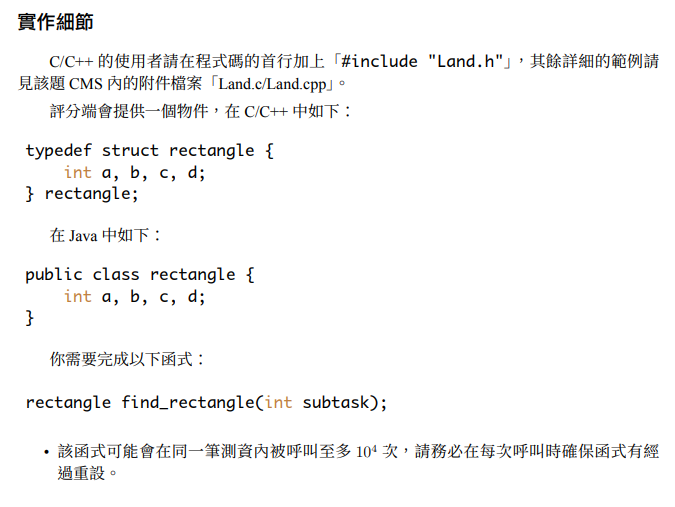 實作細節
C/C++ 的使用者請在程式碼的首行加上「#include "Land.h"」，其餘詳細的範例請
見該題 CMS 內的附件檔案「Land.c/Land.cpp」。
評分端會提供一個物件，在 C/C++ 中如下：
typedef struct rectangle {
    int a, b, c, d;
} rectangle;
在 Java 中如下：
public class rectangle {
    int a, b, c, d;
}
你需要完成以下函式：
rectangle find_rectangle(int subtask);
• 該函式可能會在同一筆測資內被呼叫至多 10⁴ 次，請務必在每次呼叫時確保函式有經
過重設。